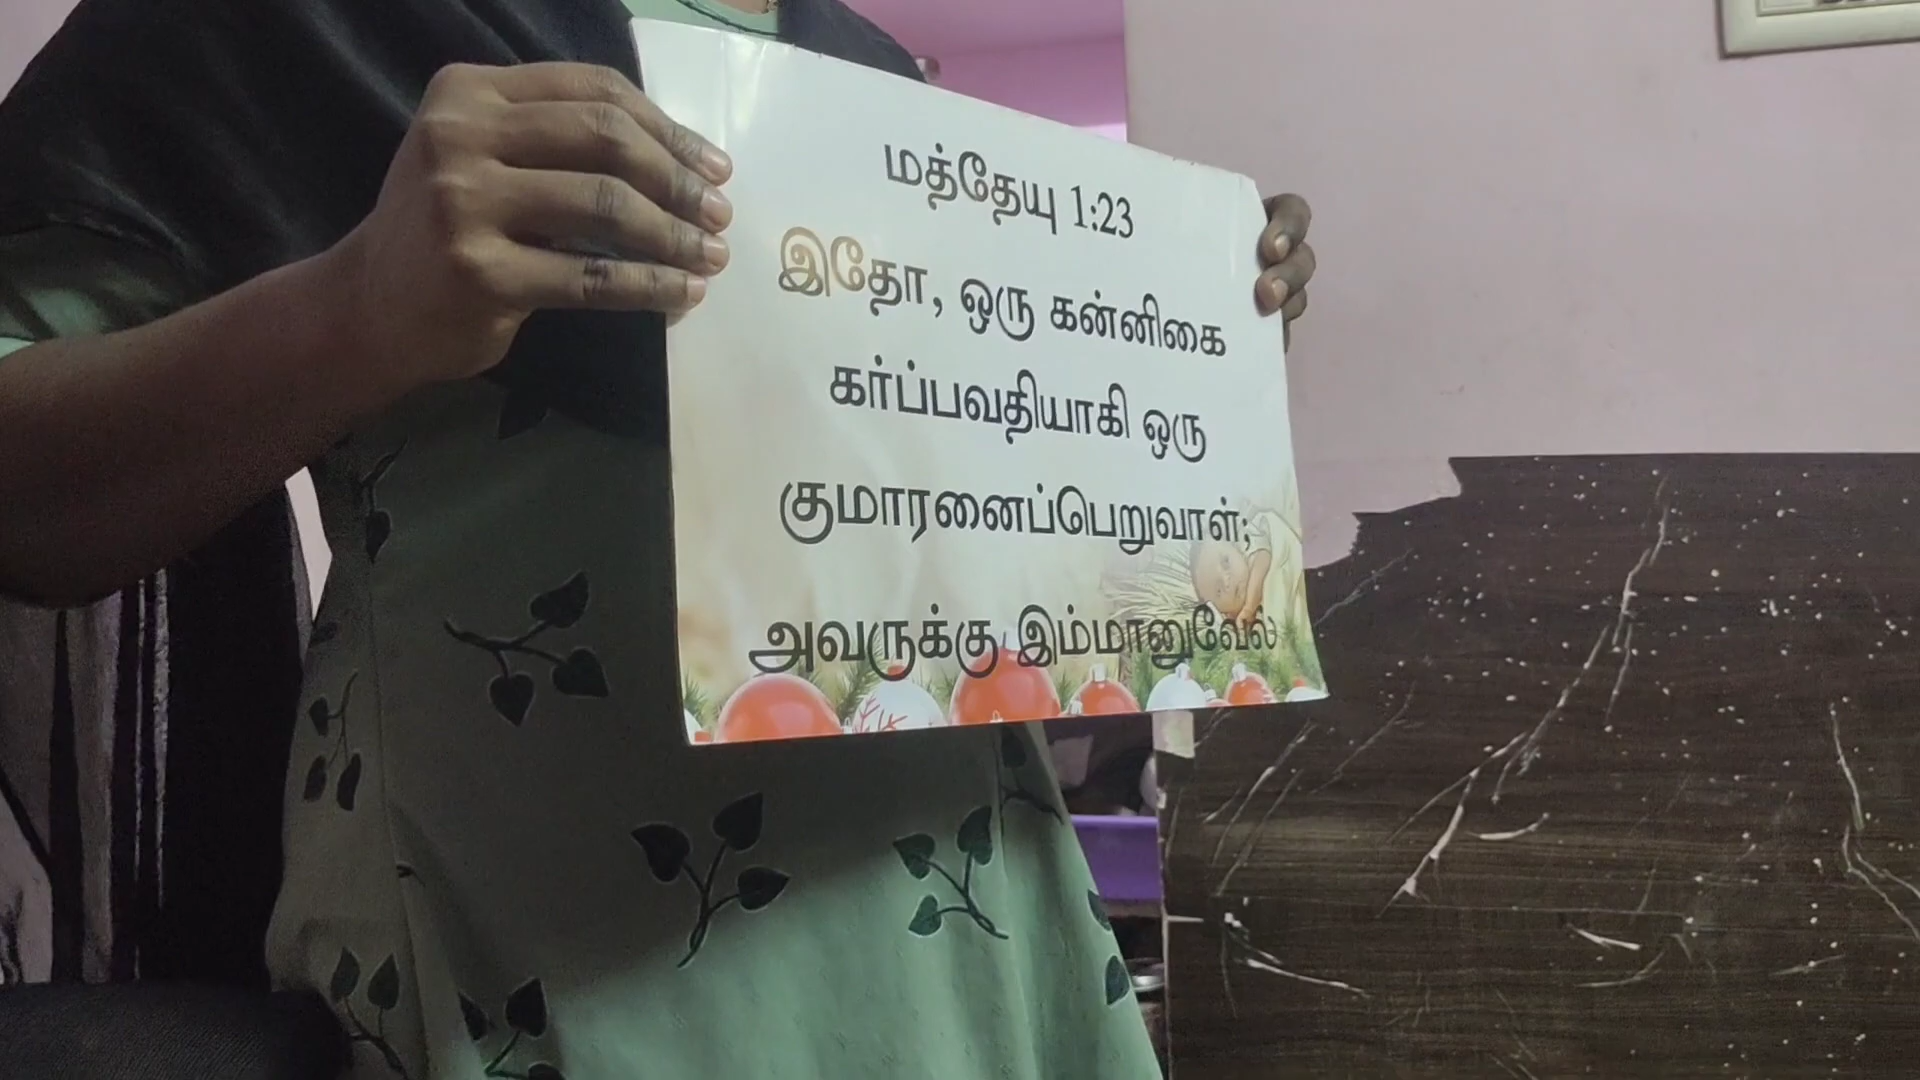 மத்தேயு 1:23
இதோ, ஒரு கன்னிகை
கர்ப்பவதியாகி ஒரு
குமாரனைப்பெறுவாள்;
அவருக்கு இம்மானுவேல்